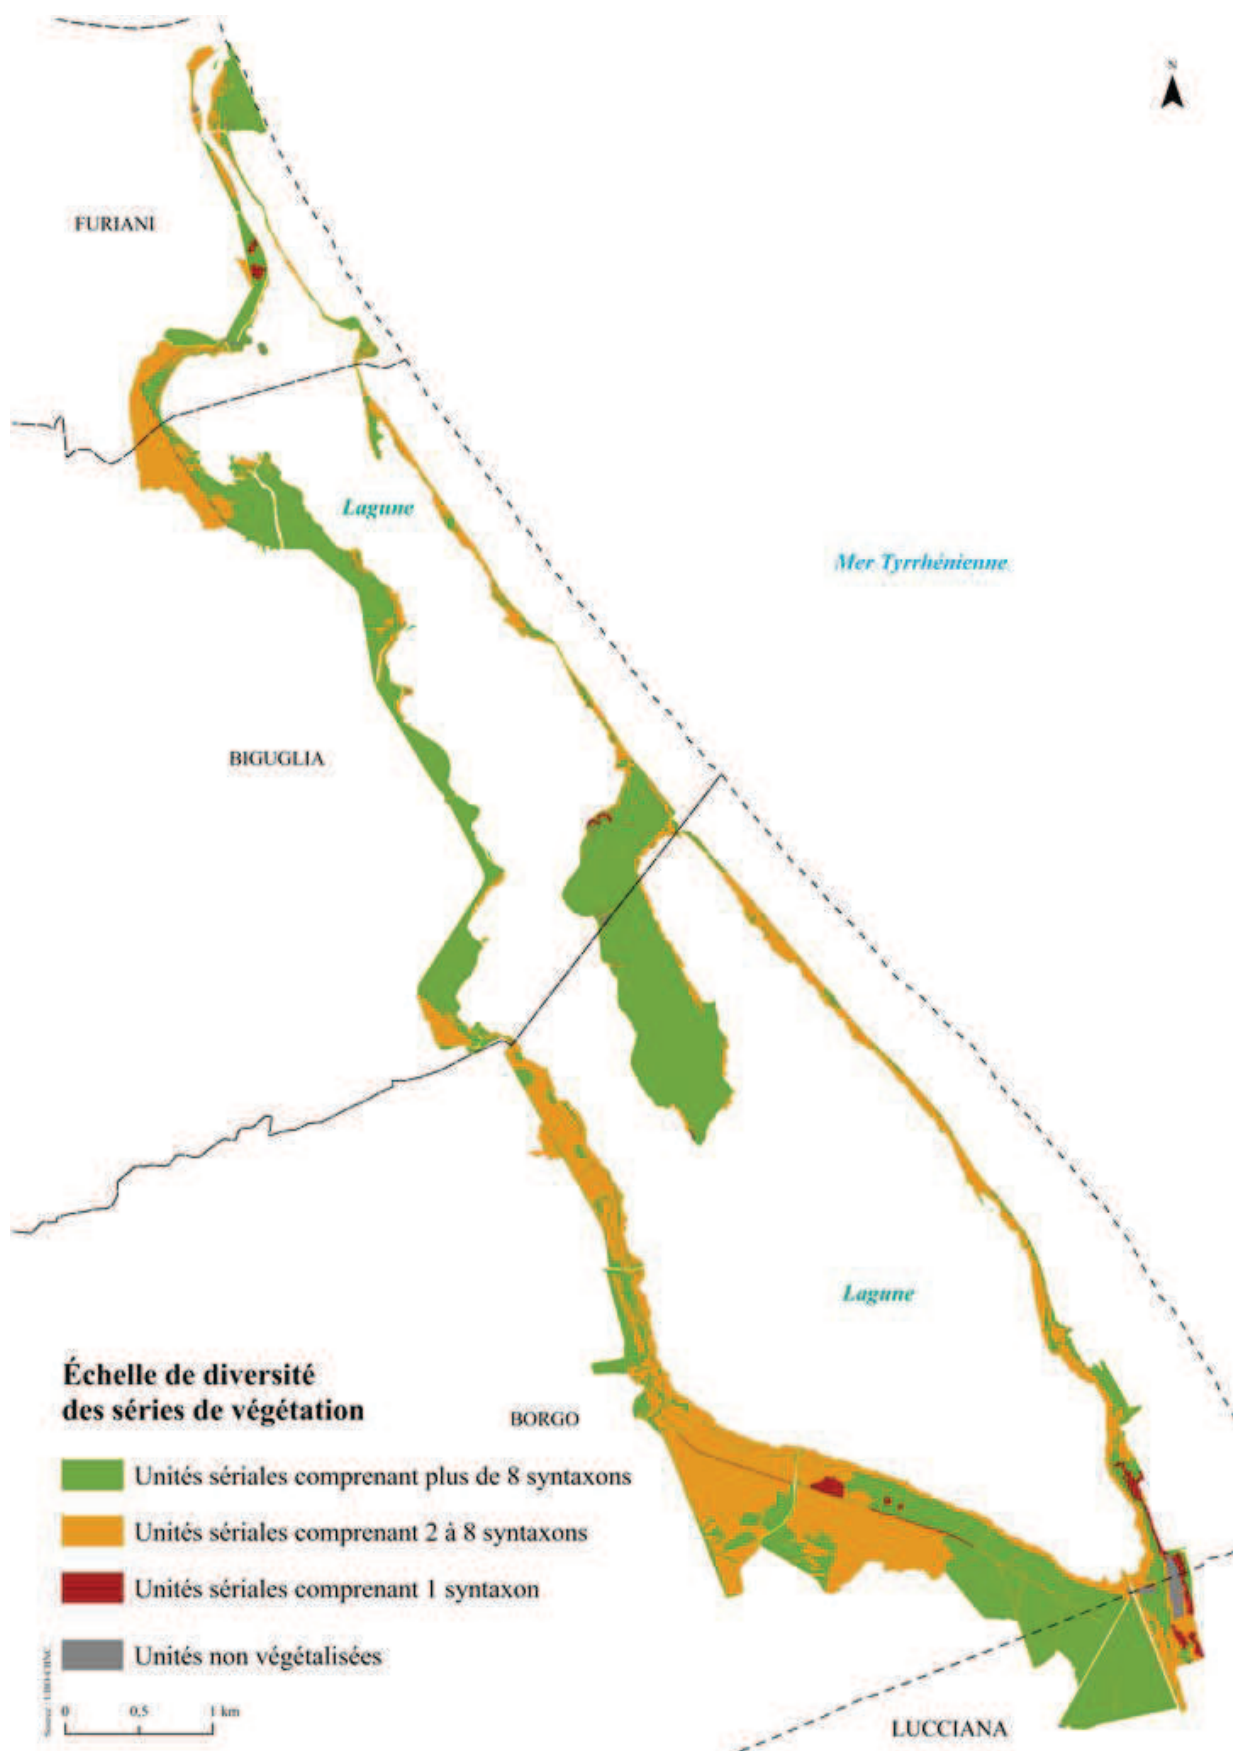 N
FURIANI
Lagune
Mer Tyrrhénienne
BIGUGLIA
Lagune
Échelle de diversité
des séries de végétation
BORGO
Unités sériales comprenant plus de 8 syntaxons
Unités sériales comprenant 2 à 8 syntaxons
Unités sériales comprenant 1 syntaxon
Unités non végétalisées
0 0,5 1 km
LUCCIANA